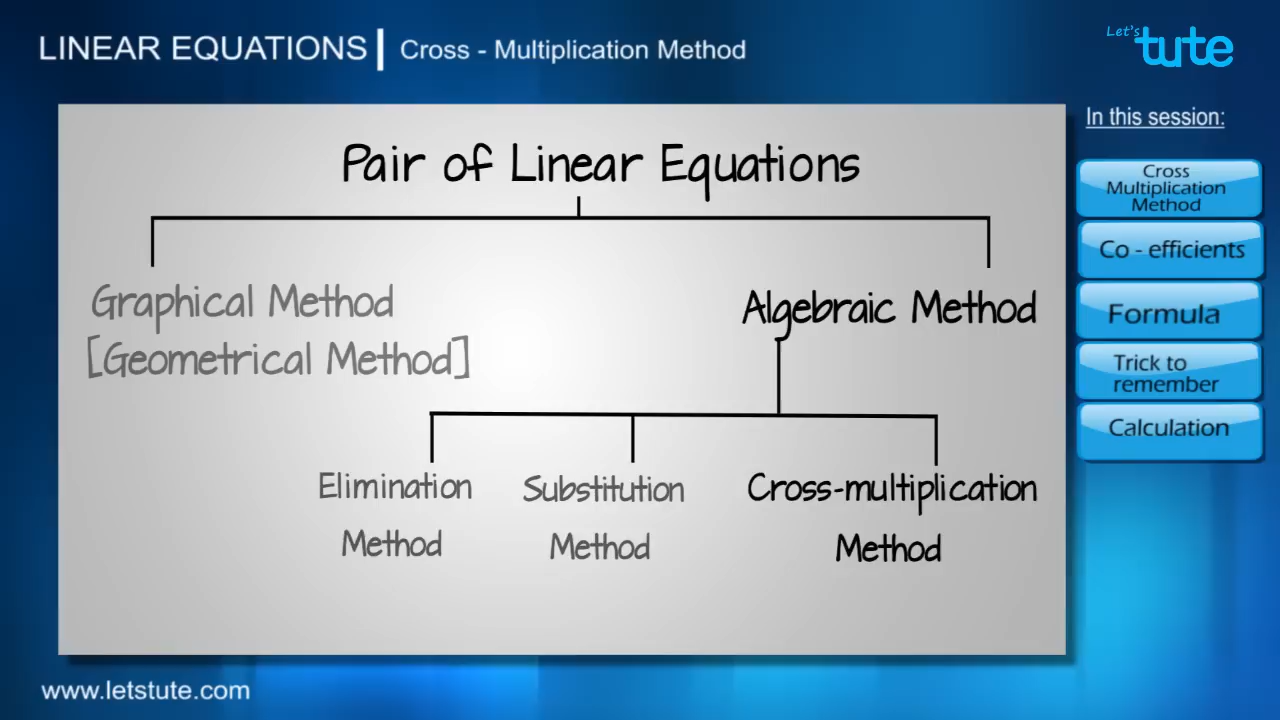 LINEAR EQUATIONS | Cross - Multiplication Method
Let's tute
In this session:
Pair of Linear Equations
Graphical Method
[Geometrical Method]
Algebraic Method
Elimination
Method
Substitution
Method
Cross-multiplication
Method
Cross
Multiplication
Method
Co - efficients
Formula
Trick to
remember
Calculation
www.letstute.com